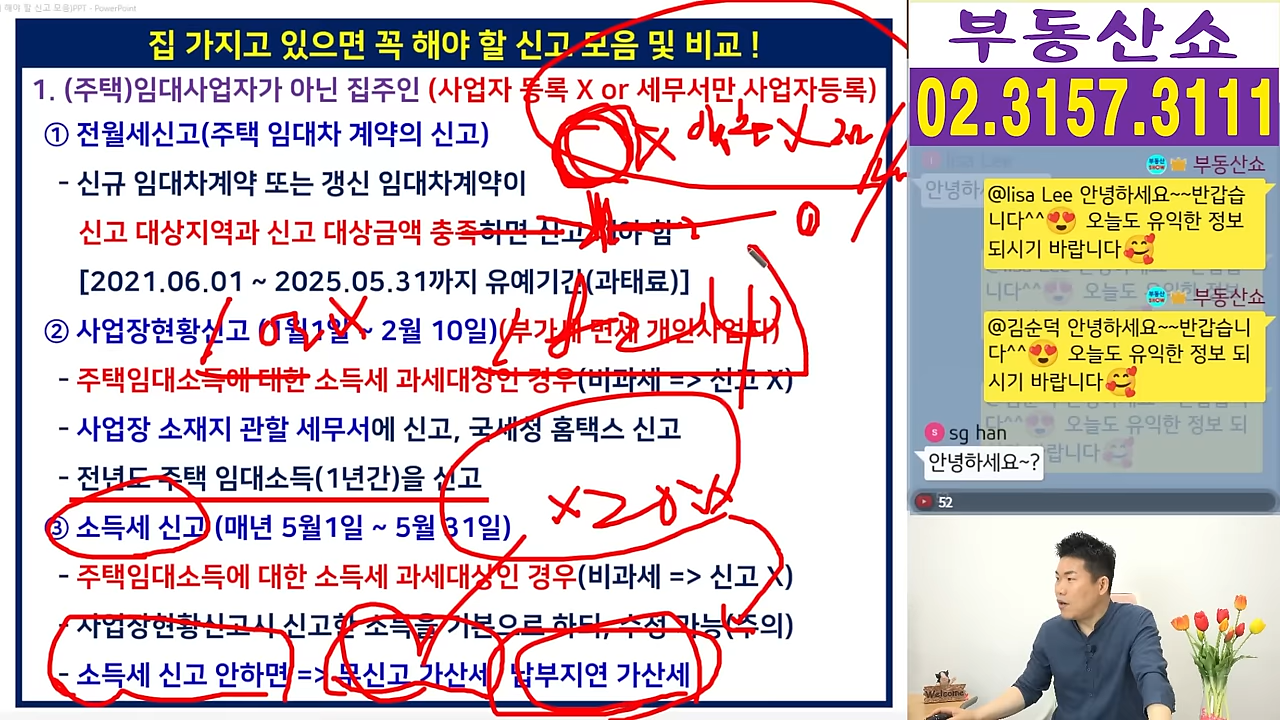 해야 할 신고 모음]PPT - PowerPoint
집 가지고 있으면 꼭 해야 할 신고 모음 및 비교 !
1. (주택)임대사업자가 아닌 집주인 (사업자 등록 X or 세무서만 사업자등록)
① 전월세신고(주택 임대차 계약의 신고)
- 신규 임대차계약 또는 갱신 임대차계약이
신고 대상지역과 신고 대상금액 충족하면 신고해야 함
[2021.06.01 ~ 2025.05.31까지 유예기간(과태료)]
② 사업장현황신고 (1월1일 ~ 2월 10일)(부가세 면세 개인사업자)
- 주택임대소득에 대한 소득세 과세대상인 경우(비과세 => 신고 X)
- 사업장 소재지 관할 세무서에 신고, 국세청 홈택스 신고
- 전년도 주택 임대소득(1년간)을 신고
③ 소득세 신고 (매년 5월1일 ~ 5월 31일)
- 주택임대소득에 대한 소득세 과세대상인 경우(비과세 => 신고 X)
- 사업장현황신고시 신고한 소득을 기본으로 하되, 수정 가능(주의)
- 소득세 신고 안하면 => 무신고 가산세 납부지연 가산세
부동산쇼
02.3157.3111
lisa Lee
안녕하세
부동산쇼
@lisa Lee 안녕하세요~~반갑습
니다^^😍 오늘도 유익한 정보
되시기 바랍니다🥰
부동산쇼
@김순덕 안녕하세요~~반갑습니
다^^😍 오늘도 유익한 정보 되
시기 바랍니다🥰
sg han
안녕하세요~?
52
Welcome